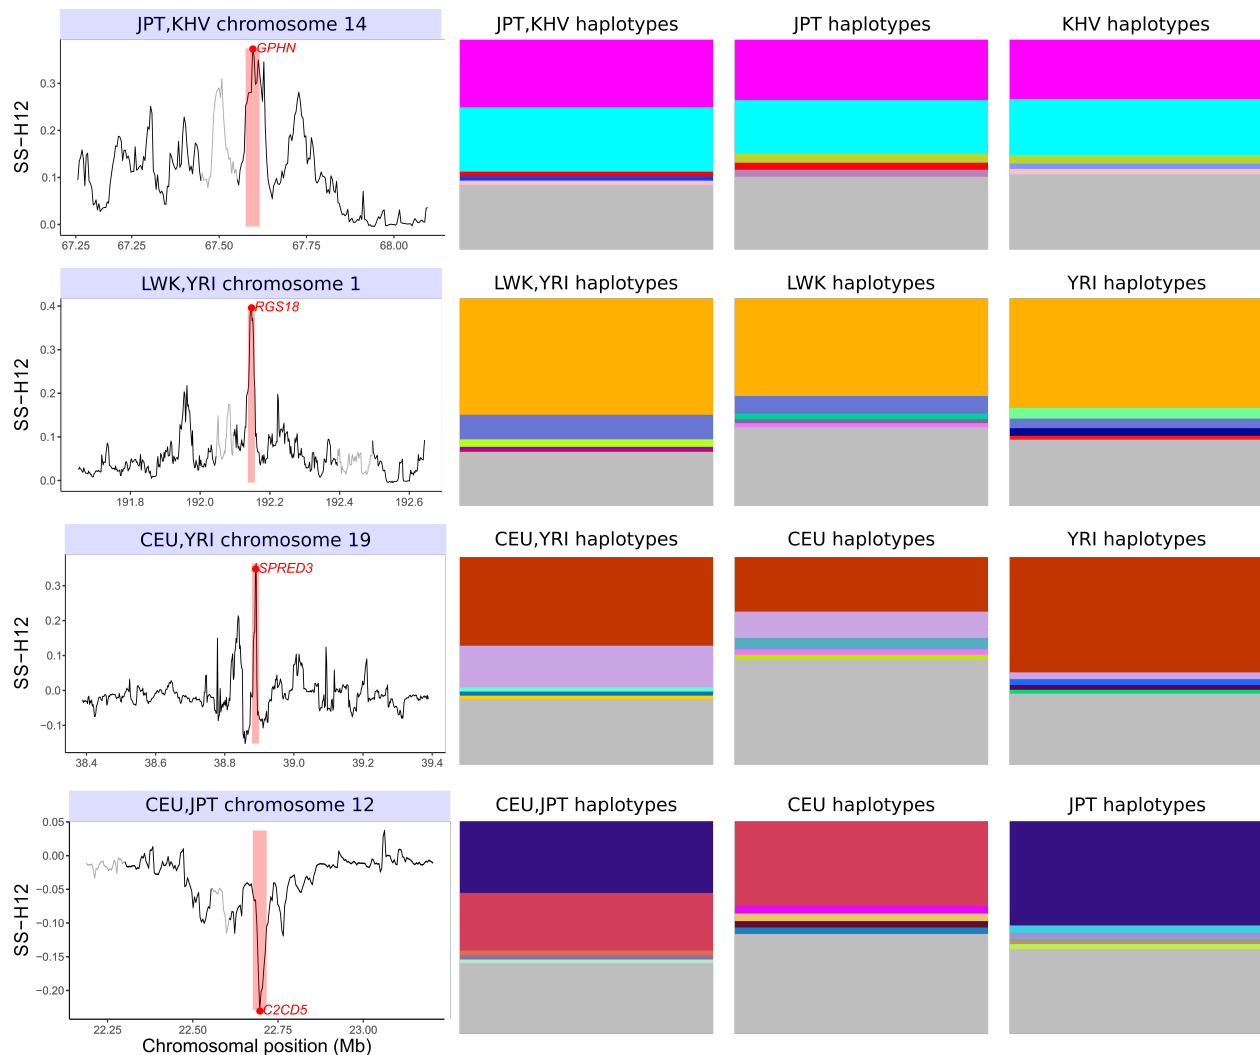 JPT,KHV chromosome 14
JPT,KHV haplotypes
JPT haplotypes
KHV haplotypes
GPHN
SS−H12
0.3
0.2
0.1
0.0
67.25
67.25
67.50
67.75
68.00
LWK,YRI chromosome 1
LWK,YRI haplotypes
LWK haplotypes
YRI haplotypes
RGS18
SS−H12
0.4
0.3
0.2
0.1
0.0
191.8
192.0
192.2
192.4
192.6
CEU,YRI chromosome 19
CEU,YRI haplotypes
CEU haplotypes
YRI haplotypes
SPRED3
SS−H12
0.3
0.2
0.1
0.0
−0.1
38.4
38.6
38.8
39.0
39.2
39.4
CEU,JPT chromosome 12
CEU,JPT haplotypes
CEU haplotypes
JPT haplotypes
SS−H12
0.05
0.00
−0.05
−0.10
−0.15
−0.20
C2CD5
22.25
22.50
22.75
23.00
Chromosomal position (Mb)